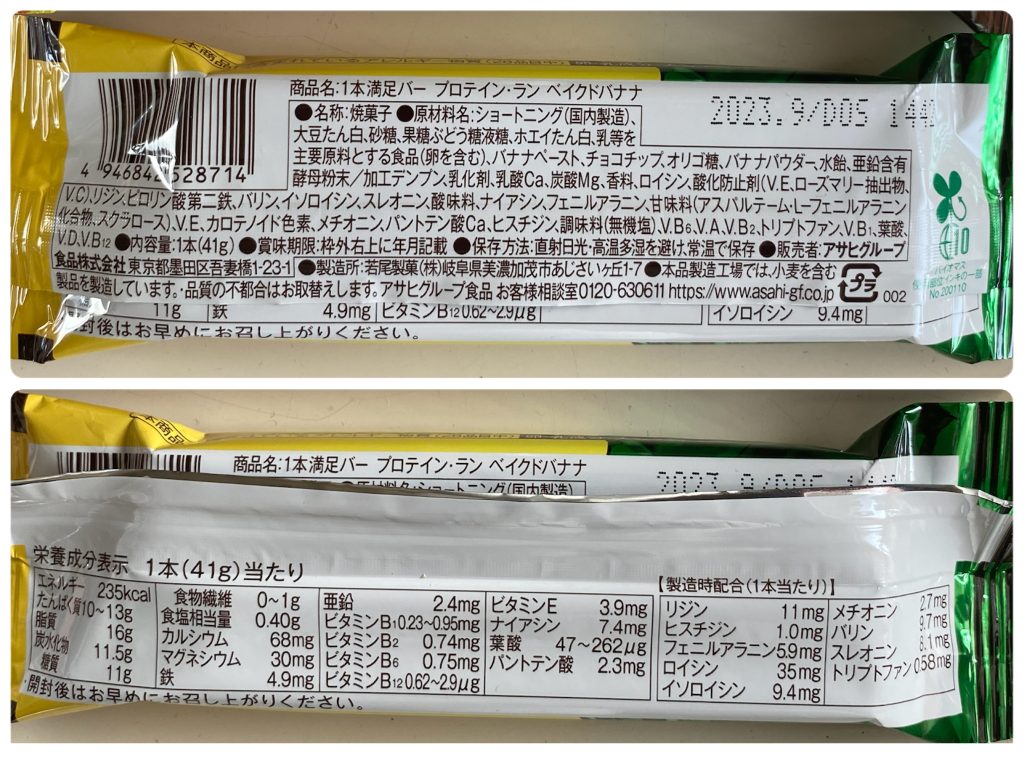 本商品
商品名:1本満足バー プロテイン・ラン ベイクドバナナ
2023.9/D05 1442
●名称:焼菓子 ●原材料名:ショートニング(国内製造)、
大豆たん白、砂糖、果糖ぶどう糖液糖、ホエイたん白、乳等を
主要原料とする食品(卵を含む)、バナナペースト、チョコチップ、オリゴ糖、バナナパウダー、水飴、亜鉛含有
酵母粉末/加工デンプン、乳化剤、乳酸Ca、炭酸Mg、香料、ロイシン、酸化防止剤(V.E、ローズマリー抽出物、
V.C)、リジン、ピロリン酸第二鉄、バリン、イソロイシン、スレオニン、酸味料、ナイアシン、フェニルアラニン、甘味料(アスパルテーム・L-フェニルアラニン
化合物、スクラロース)、V.E、カロテノイド色素、メチオニン、パントテン酸Ca、ヒスチジン、調味料(無機塩)、V.B6、V.A、V.B2、トリプトファン、V.B1、葉酸、
V.D、V.B12 ●内容量:1本(41g) ●賞味期限:枠外右上に年月記載 ●保存方法:直射日光・高温多湿を避け、常温で保存 ●販売者:アサヒグループ
食品株式会社 東京都墨田区吾妻橋1-23-1 ●製造所:若尾製菓(株)岐阜県美濃加茂市あじさいヶ丘1-7 ●本品製造工場では、小麦を含む
製品を製造しています。・品質の不都合はお取替えします。アサヒグループ食品 お客様相談室0120-630611 https://www.asahi-gf.co.jp プラ 002
4 946842 528714
バイオマス
No.200110
11g 鉄 4.9mg ビタミンB12 0.62~2.9μg イソロイシン 9.4mg
封後はお早めにお召し上がりください。
本商品
商品名:1本満足バー プロテイン・ラン ベイクドバナナ
2023.9/D05
●原材料名:ショートニング(国内製造)
栄養成分表示 1本(41g)当たり
エネルギー 235kcal
たんぱく質 10~13g
脂質 16g
炭水化物 11.5g
糖質 11g
食物繊維 0~1g
食塩相当量 0.40g
カルシウム 68mg
マグネシウム 30mg
鉄 4.9mg
亜鉛 2.4mg
ビタミンB1 0.23~0.95mg
ビタミンB2 0.74mg
ビタミンB6 0.75mg
ビタミンB12 0.62~2.9μg
ビタミンE 3.9mg
ナイアシン 7.4mg
葉酸 47~262μg
パントテン酸 2.3mg
【製造時配合(1本当たり)】
リジン 11mg
ヒスチジン 1.0mg
フェニルアラニン 5.9mg
ロイシン 35mg
イソロイシン 9.4mg
メチオニン 2.7mg
バリン 9.7mg
スレオニン 8.1mg
トリプトファン 0.58mg
・開封後はお早めにお召し上がりください。